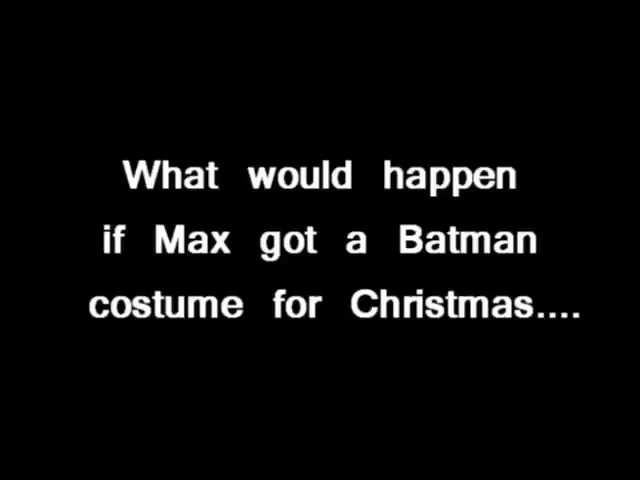 What would happen
if Max got a Batman
costume for Christmas....